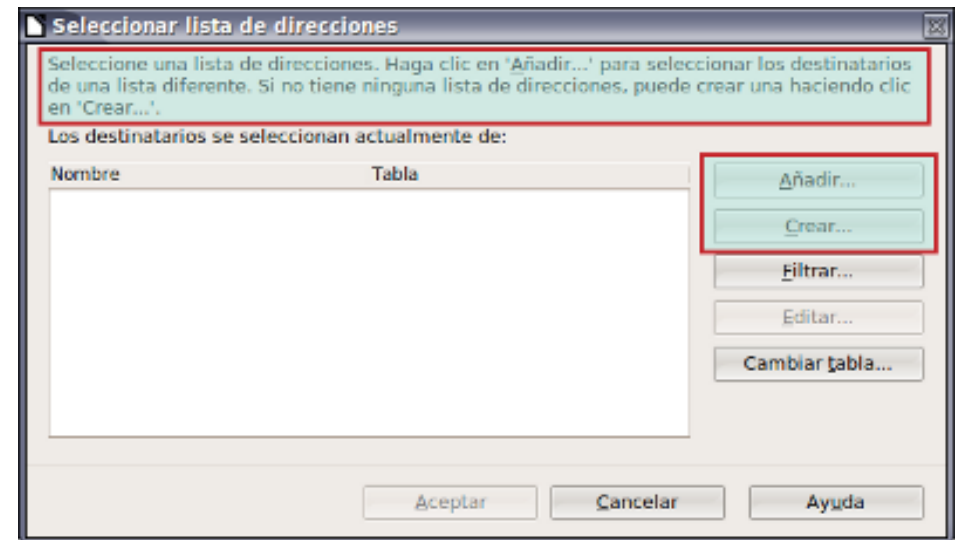 Seleccionar lista de direcciones
Seleccione una lista de direcciones. Haga clic en 'Añadir...' para seleccionar los destinatarios
de una lista diferente. Si no tiene ninguna lista de direcciones, puede crear una haciendo clic
en 'Crear...'.
Los destinatarios se seleccionan actualmente de:
Nombre Tabla
Añadir...
Crear...
Filtrar...
Editar...
Cambiar tabla...
Aceptar Cancelar Ayuda